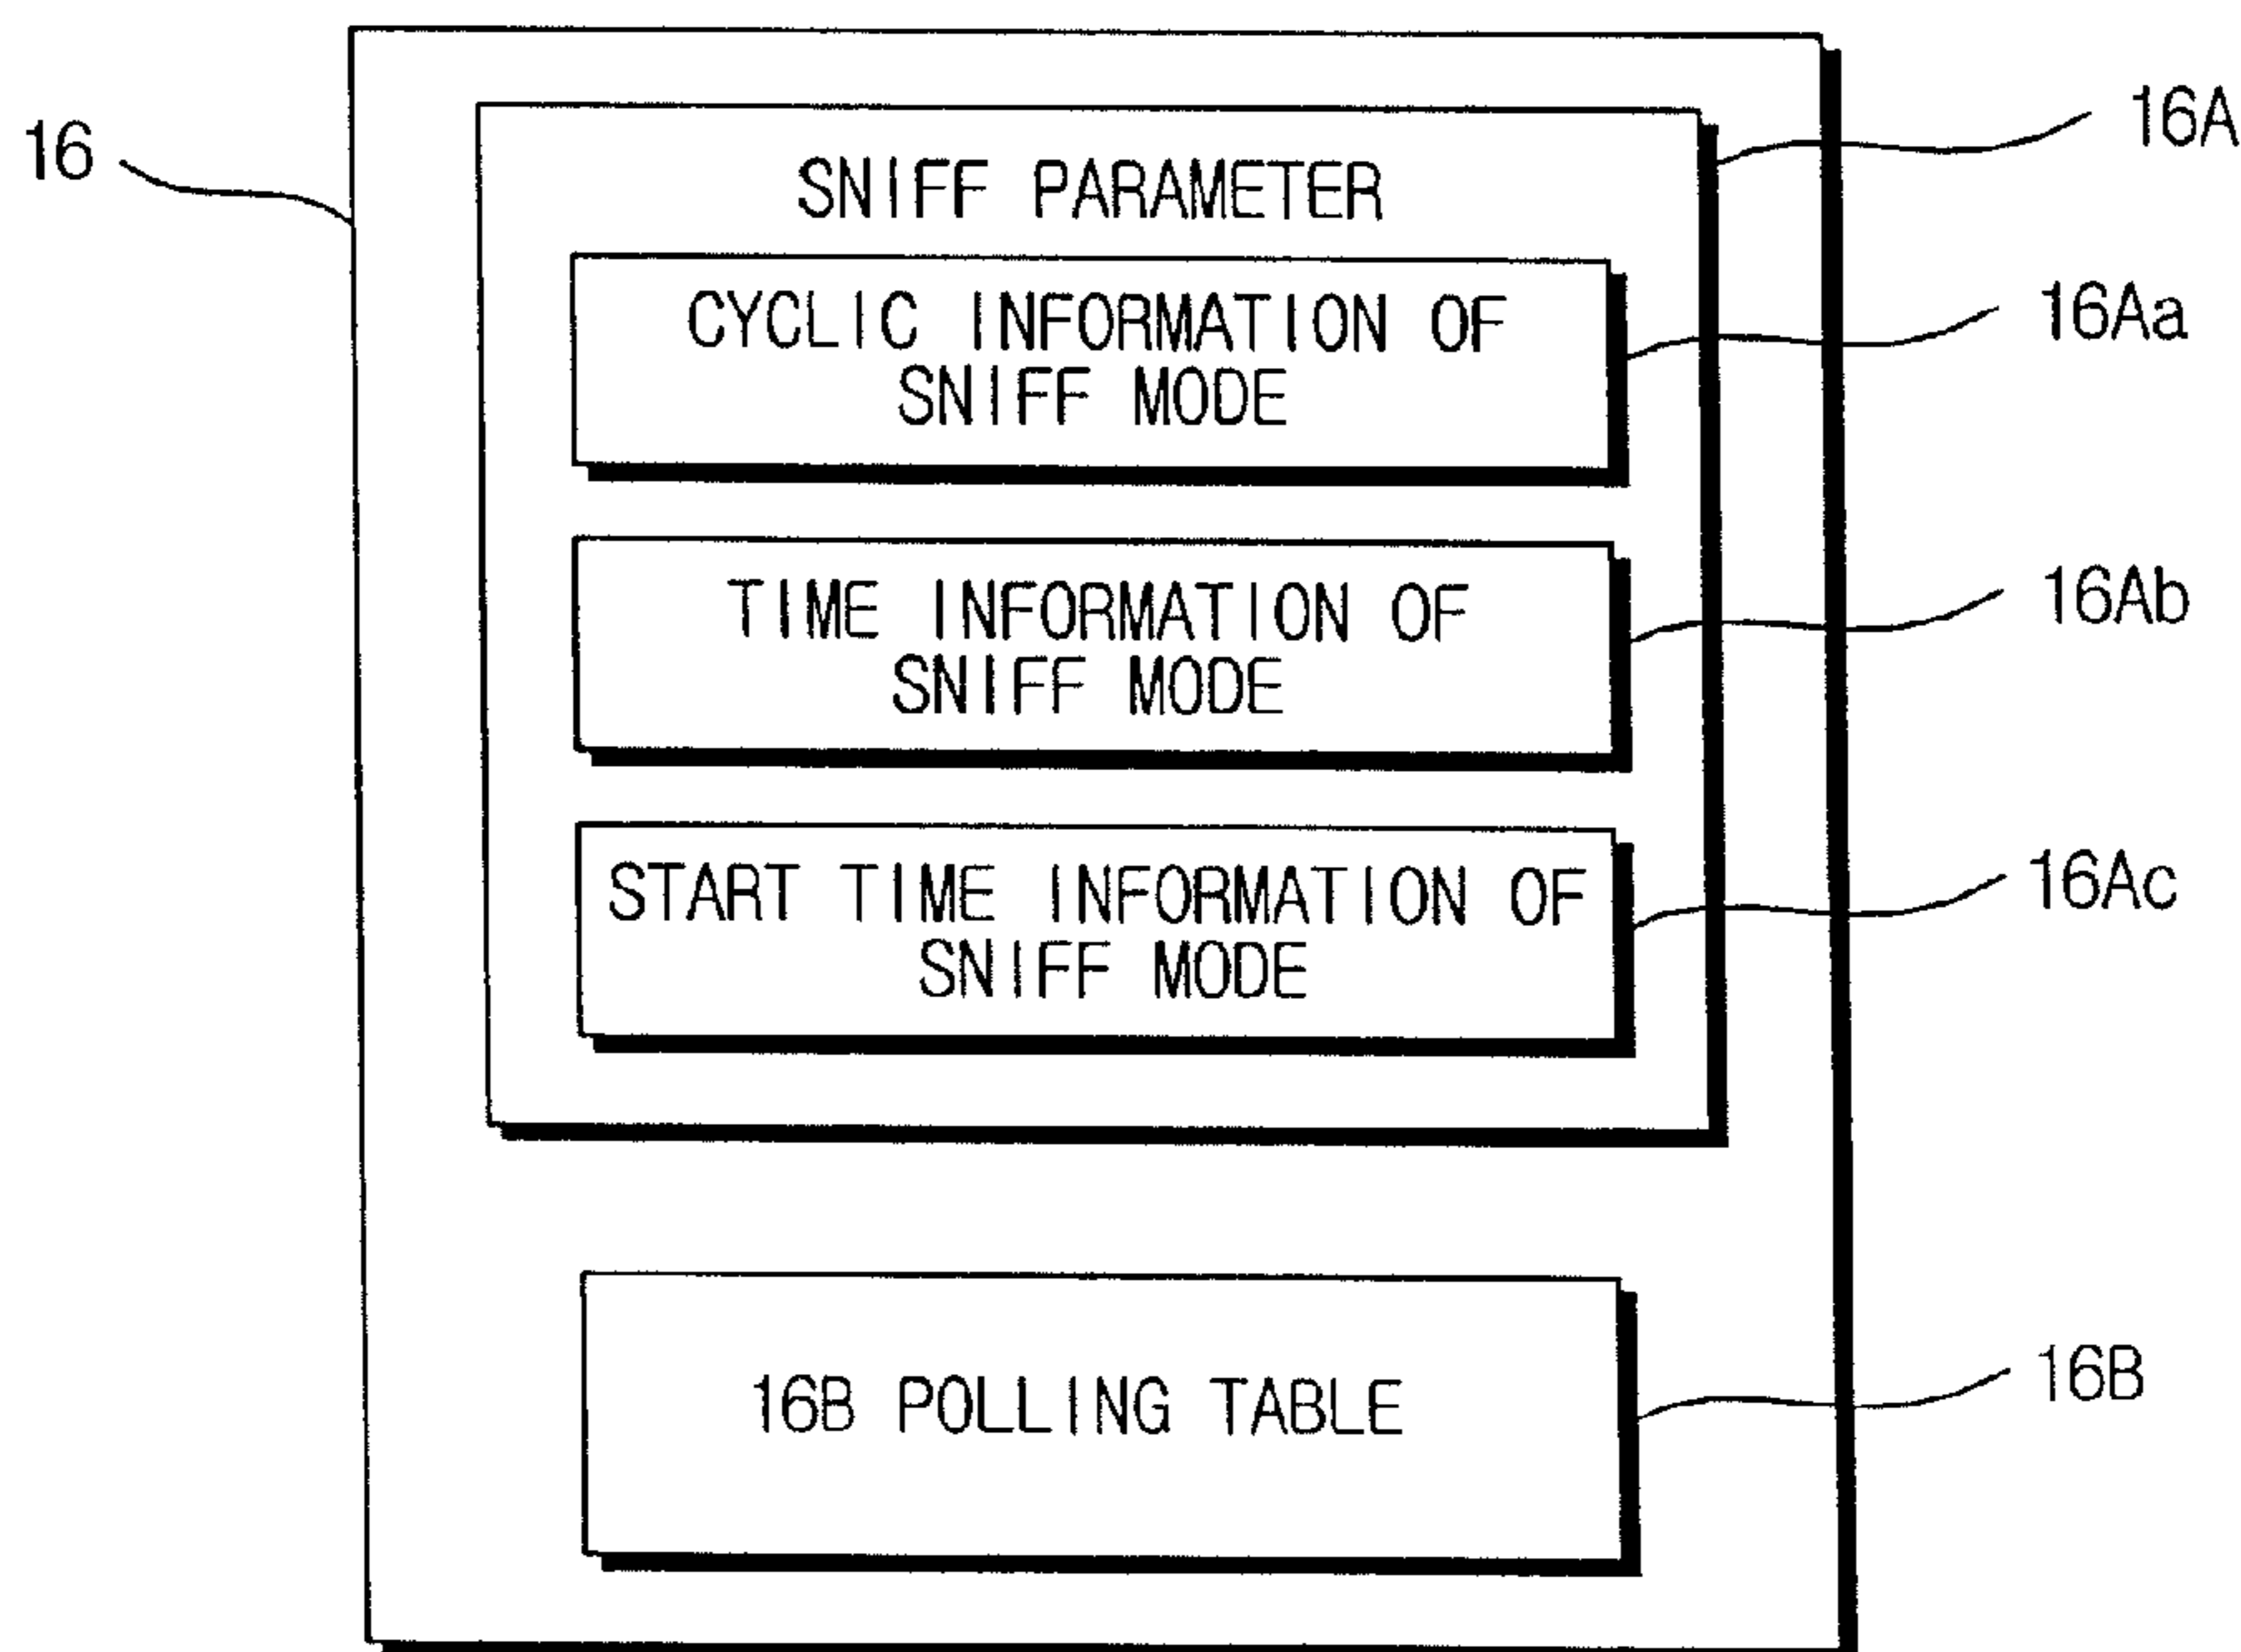 16
16A
SNIFF PARAMETER
CYCLIC INFORMATION OF
SNIFF MODE
16Aa
TIME INFORMATION OF
SNIFF MODE
16Ab
START TIME INFORMATION OF
SNIFF MODE
16Ac
16B POLLING TABLE
16B